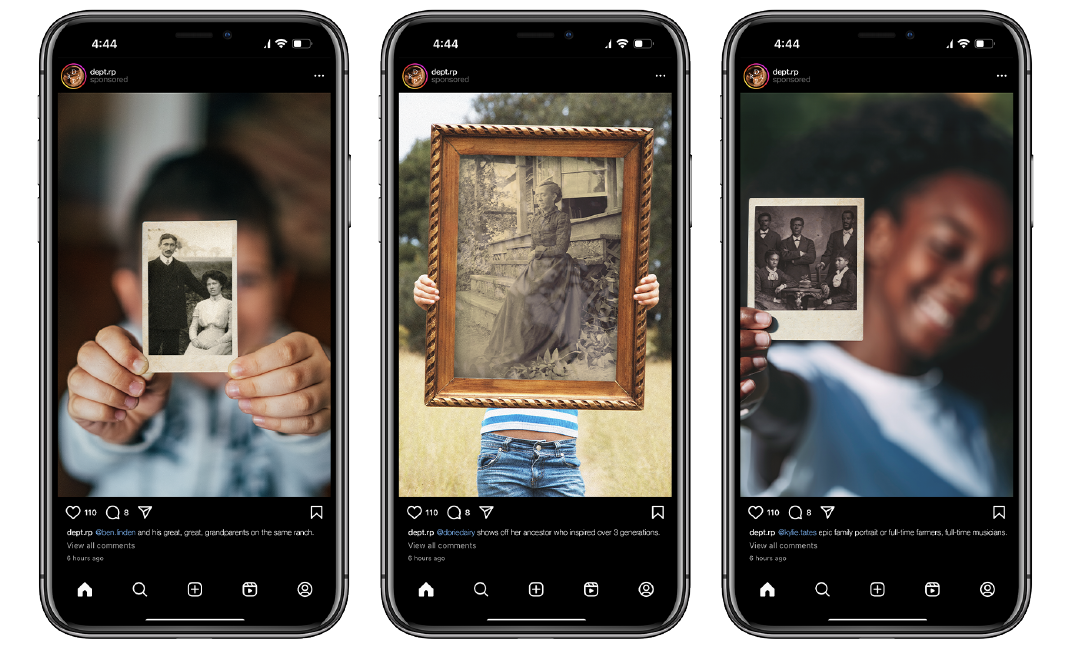 4:44
dept.rp
sponsored
110 8
dept.rp @ben.linden and his great, great, grandparents on the same ranch.
View all comments
6 hours ago
4:44
dept.rp
sponsored
110 8
dept.rp @doriedairy shows off her ancestor who inspired over 3 generations.
View all comments
6 hours ago
4:44
dept.rp
sponsored
110 8
dept.rp @kylie.tates epic family portrait or full-time farmers, full-time musicians.
View all comments
6 hours ago